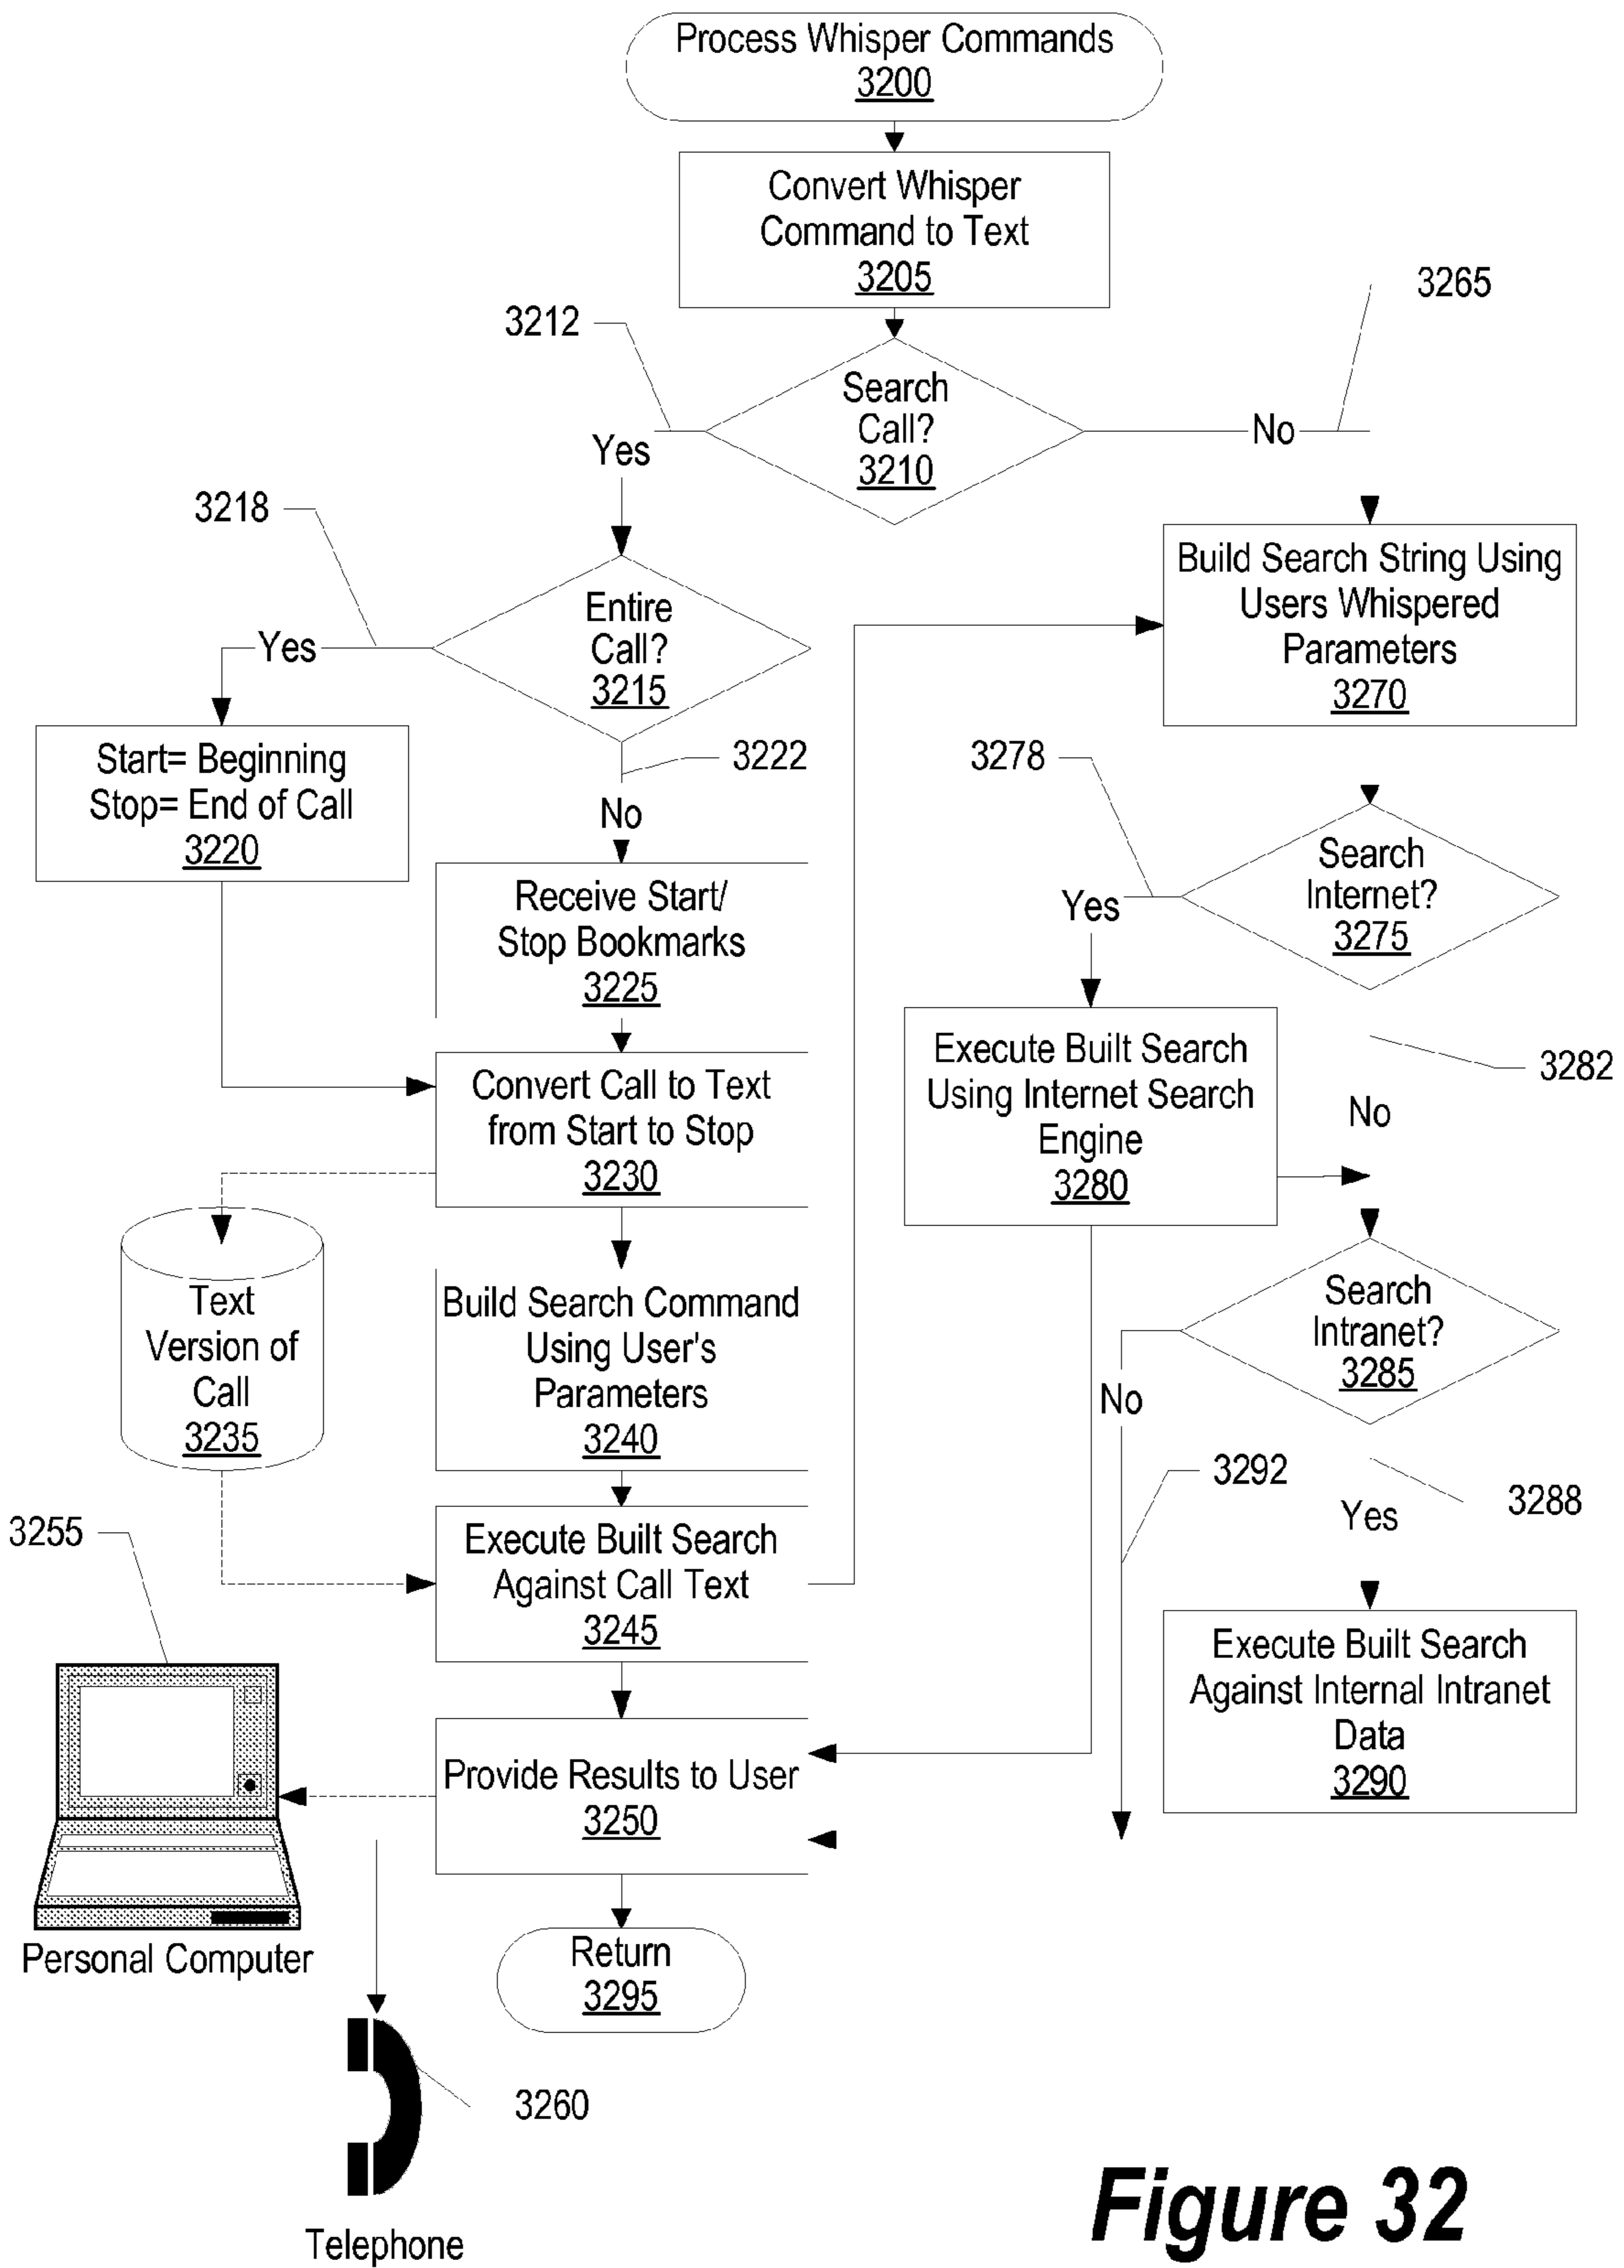 Process Whisper Commands
3200
Convert Whisper
Command to Text
3205
3265
3212
Search
Call?
3210
No
Yes
3218
Build Search String Using
Users Whispered
Parameters
3270
Entire
Call?
3215
Yes
Start= Beginning
Stop= End of Call
3220
3222
No
3278
Search
Internet?
3275
Yes
Receive Start/
Stop Bookmarks
3225
3282
Execute Built Search
Using Internet Search
Engine
3280
No
Convert Call to Text
from Start to Stop
3230
Text
Version of
Call
3235
Build Search Command
Using User's
Parameters
3240
Search
Intranet?
3285
No
3292
3288
Yes
3255
Execute Built Search
Against Call Text
3245
Execute Built Search
Against Internal Intranet
Data
3290
Provide Results to User
3250
Personal Computer
Return
3295
3260
Telephone
Figure 32